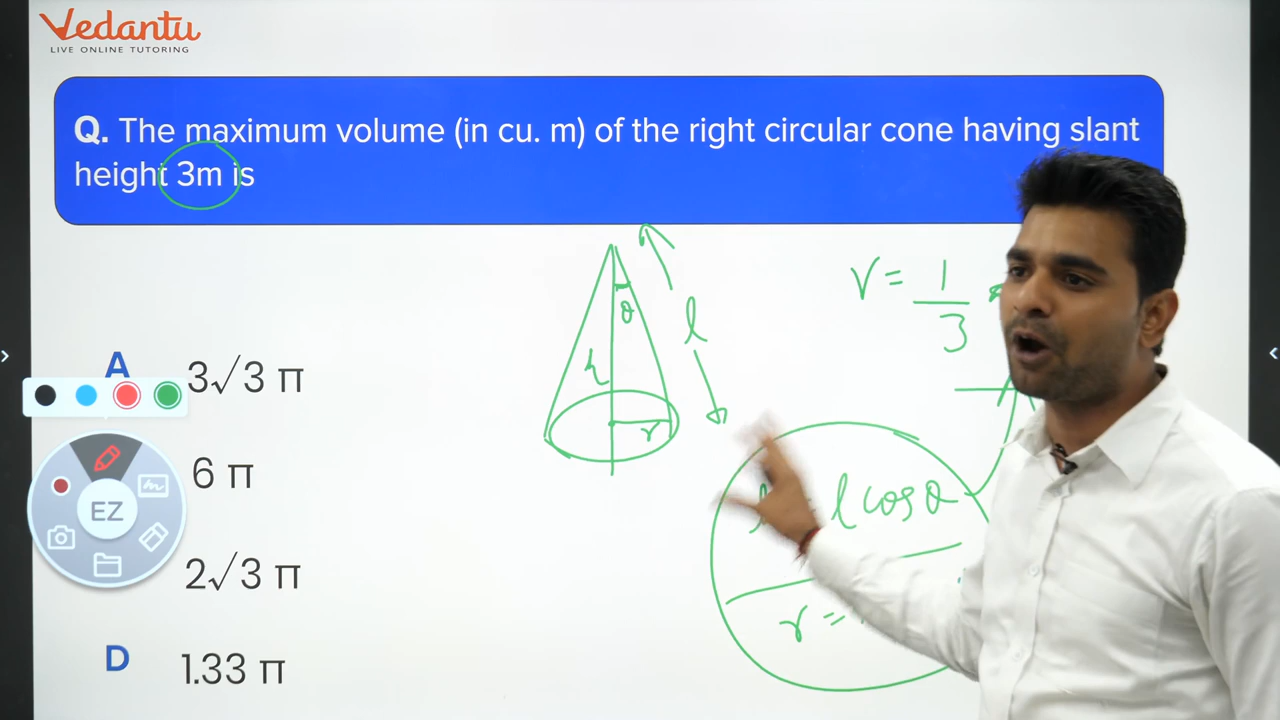 Vedantu
LIVE ONLINE TUTORING
Q. The maximum volume (in cu. m) of the right circular cone having slant
height 3m is
V = 1/3
θ
l
h
r
A
3√3 π
6 π
2√3 π
D
1.33 π
EZ
l cos θ
r =